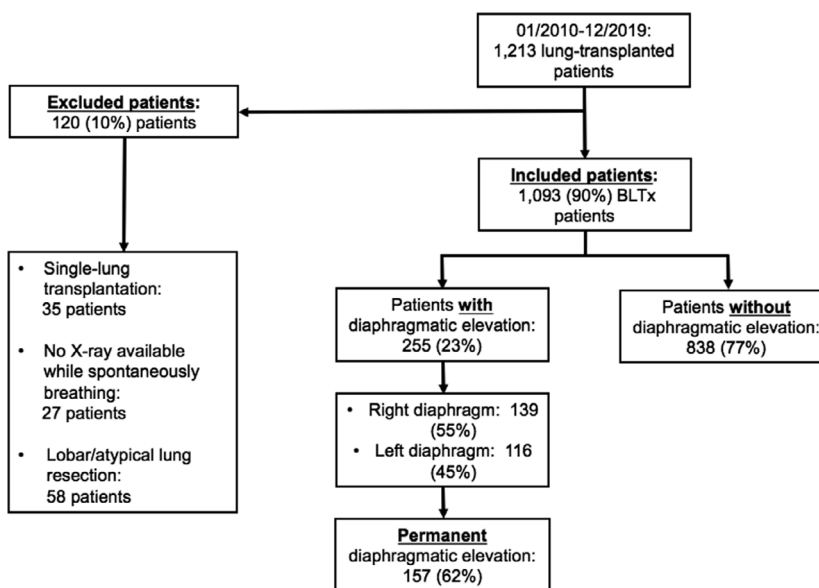 01/2010-12/2019:
1,213 lung-transplanted
patients
Excluded patients:
120 (10%) patients
Included patients:
1,093 (90%) BLTx
patients
• Single-lung
transplantation:
35 patients
• No X-ray available
while spontaneously
breathing:
27 patients
• Lobar/atypical lung
resection:
58 patients
Patients with
diaphragmatic elevation:
255 (23%)
Patients without
diaphragmatic elevation:
838 (77%)
• Right diaphragm: 139
(55%)
• Left diaphragm: 116
(45%)
Permanent
diaphragmatic elevation:
157 (62%)